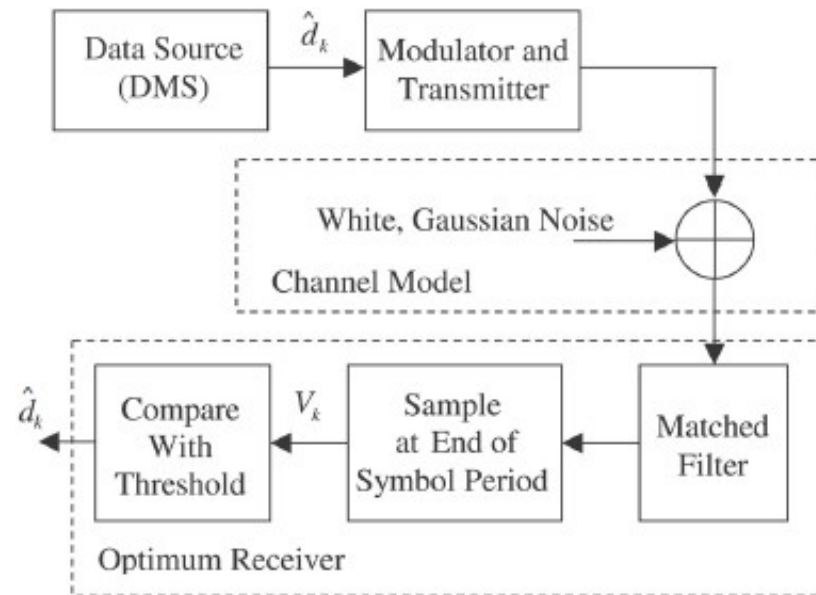 Data Source
(DMS)
d̂ₖ
Modulator and
Transmitter
White, Gaussian Noise
Channel Model
Matched
Filter
Sample
at End of
Symbol Period
Vₖ
Compare
With
Threshold
d̂ₖ
Optimum Receiver